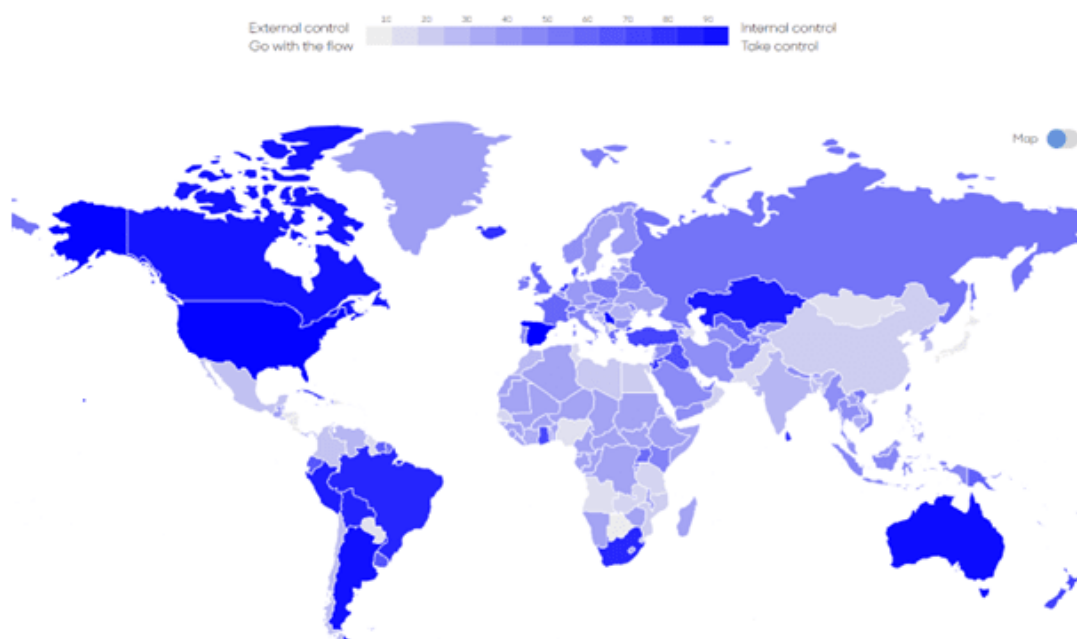 10 20 30 40 50 60 70 80 90
External control
Go with the flow
Internal control
Take control
Map